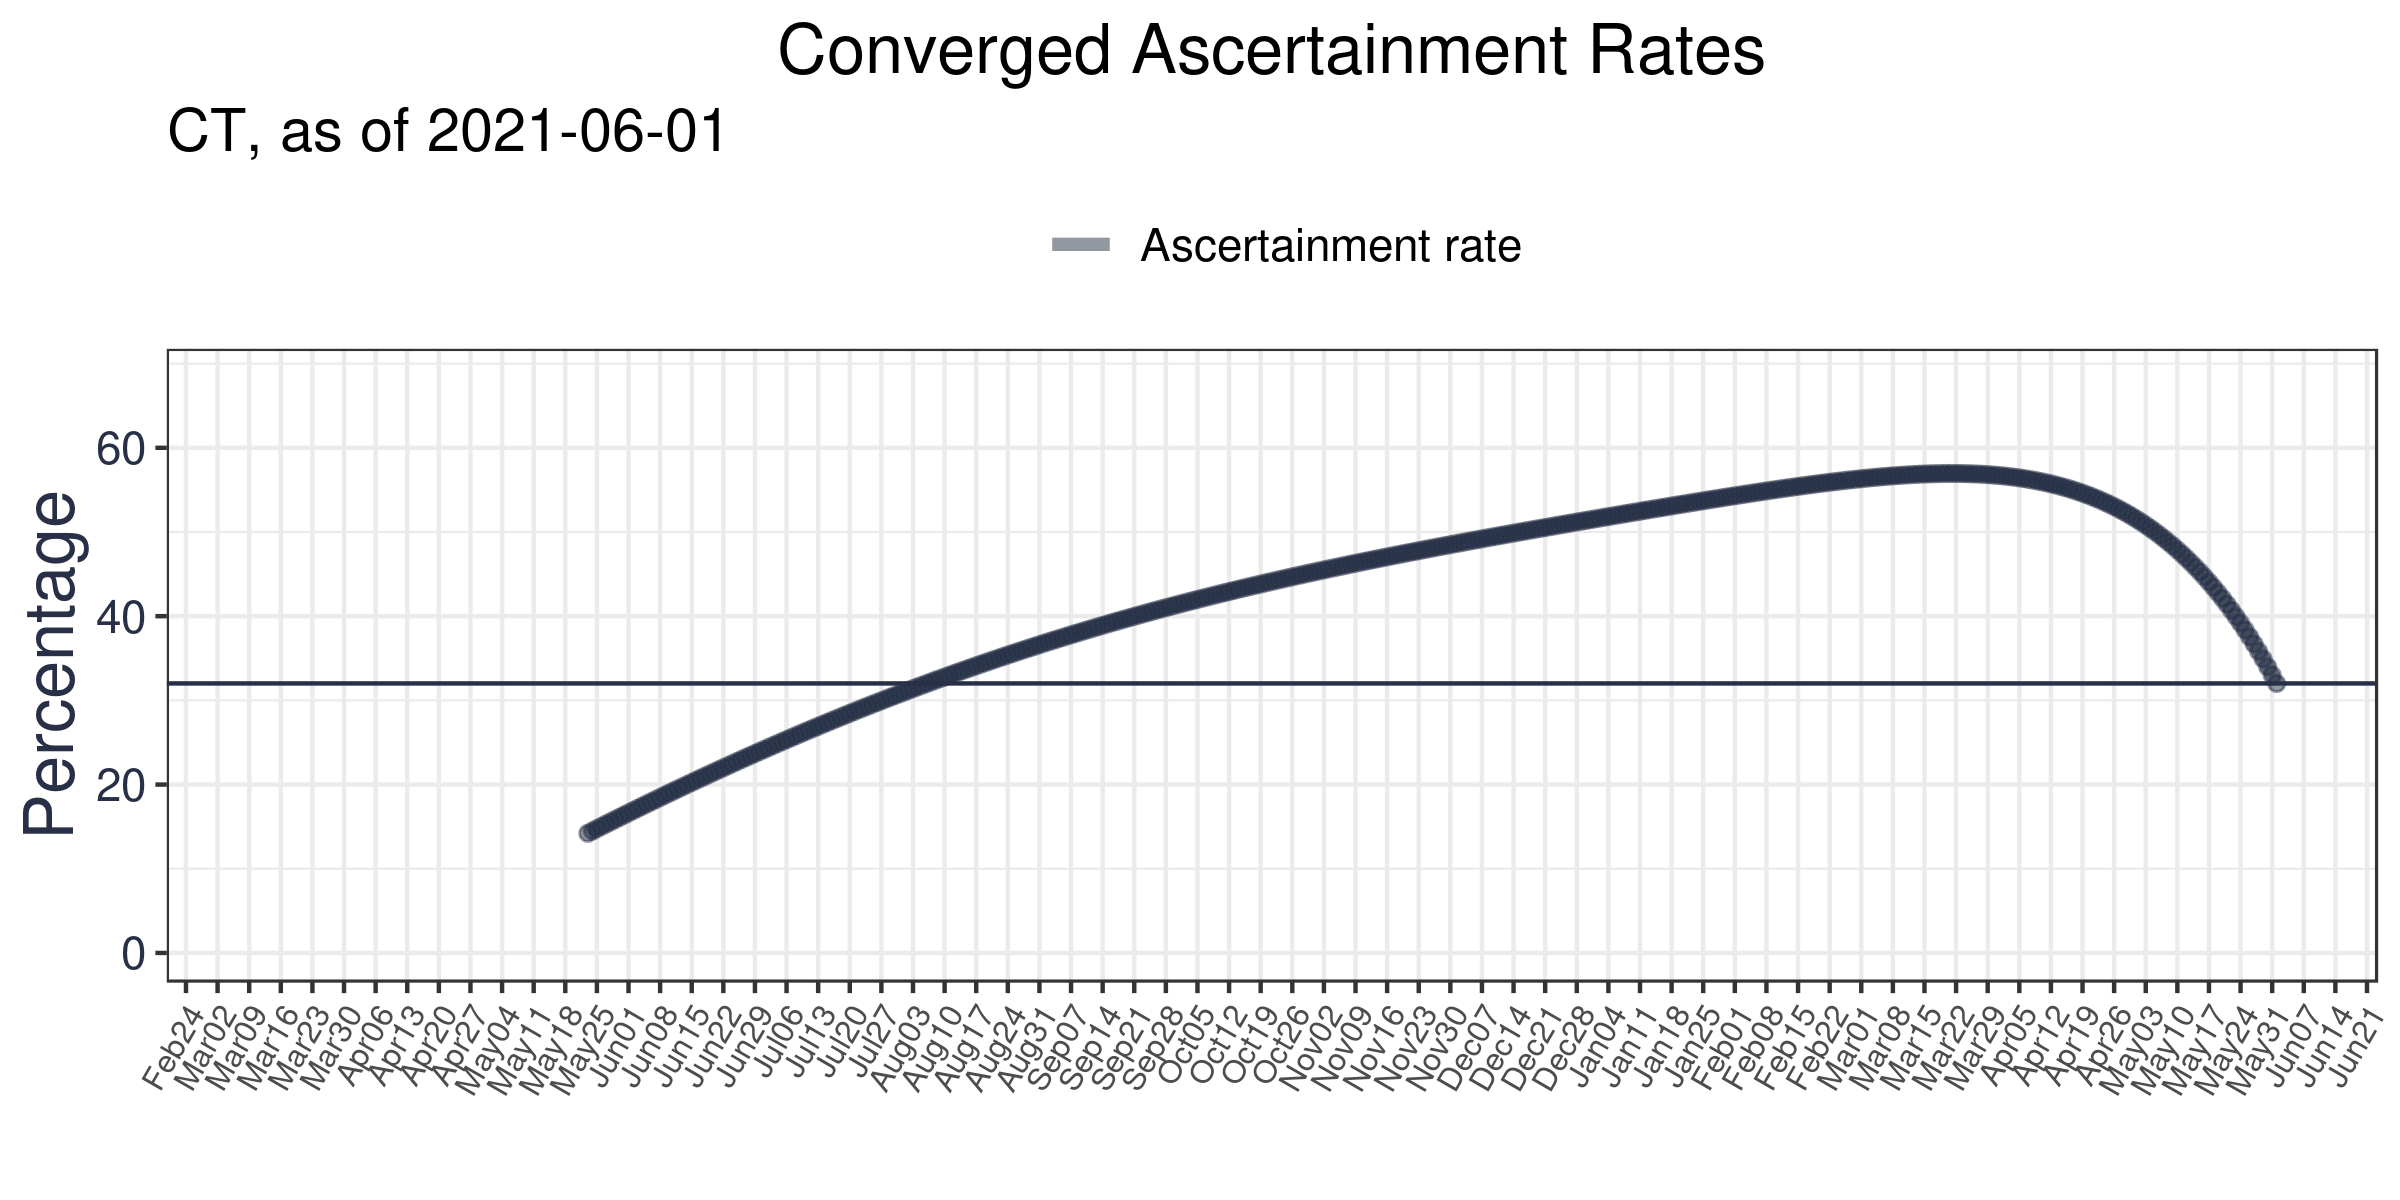 Converged Ascertainment Rates
CT, as of 2021-06-01
Ascertainment rate
Percentage
60
40
20
0
Feb24 Mar02 Mar09 Mar16 Mar23 Mar30 Apr06 Apr13 Apr20 Apr27 May04 May11 May18 May25 Jun01 Jun08 Jun15 Jun22 Jun29 Jul06 Jul13 Jul20 Jul27 Aug03 Aug10 Aug17 Aug24 Aug31 Sep07 Sep14 Sep21 Sep28 Oct05 Oct12 Oct19 Oct26 Nov02 Nov09 Nov16 Nov23 Nov30 Dec07 Dec14 Dec21 Dec28 Jan04 Jan11 Jan18 Jan25 Feb01 Feb08 Feb15 Feb22 Mar01 Mar08 Mar15 Mar22 Mar29 Apr05 Apr12 Apr19 Apr26 May03 May10 May17 May24 May31 Jun07 Jun14 Jun21